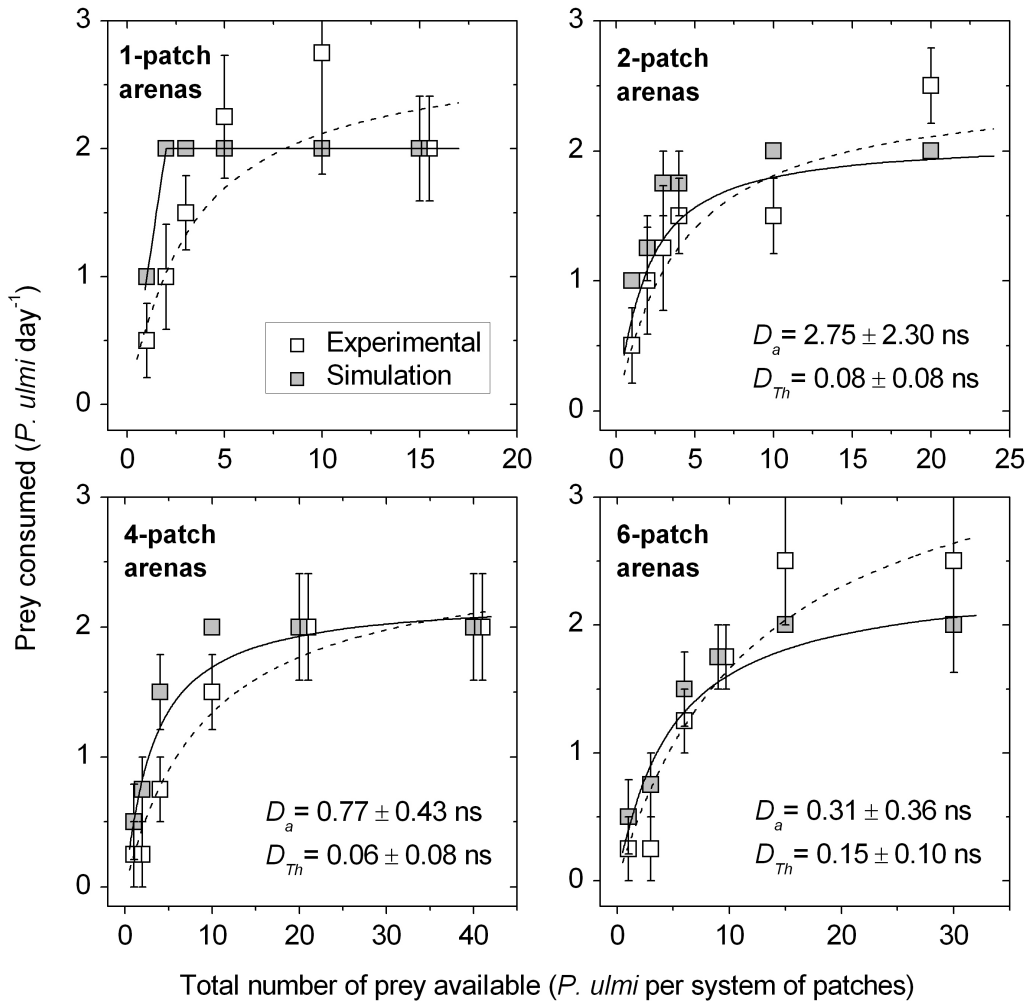 Prey consumed (P. ulmi day-1)
3
2
1
0
1-patch
arenas
Experimental
Simulation
0 5 10 15 20
3
2
1
0
2-patch
arenas
Da = 2.75 ± 2.30 ns
DTh = 0.08 ± 0.08 ns
0 5 10 15 20 25
3
2
1
0
4-patch
arenas
Da = 0.77 ± 0.43 ns
DTh = 0.06 ± 0.08 ns
0 10 20 30 40
3
2
1
0
6-patch
arenas
Da = 0.31 ± 0.36 ns
DTh = 0.15 ± 0.10 ns
0 10 20 30
Total number of prey available (P. ulmi per system of patches)